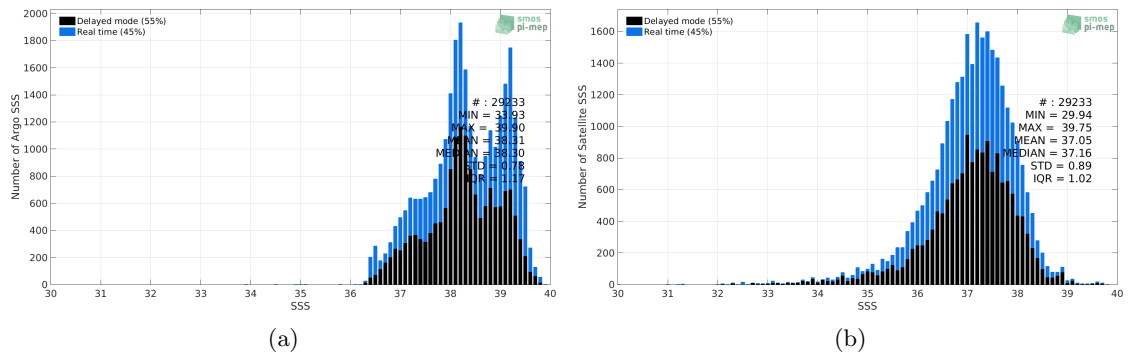 Delayed mode (55%)
Real time (45%)
smos
pi-mep
Number of Argo SSS
2000
1800
1600
1400
1200
1000
800
600
400
200
0
# : 29233
MIN = 33.93
MAX = 39.90
MEAN = 38.31
MEDIAN = 38.30
STD = 0.78
IQR = 1.17
30 31 32 33 34 35 36 37 38 39 40
SSS
(a)
Delayed mode (55%)
Real time (45%)
smos
pi-mep
Number of Satellite SSS
1600
1400
1200
1000
800
600
400
200
0
# : 29233
MIN = 29.94
MAX = 39.75
MEAN = 37.05
MEDIAN = 37.16
STD = 0.89
IQR = 1.02
30 31 32 33 34 35 36 37 38 39 40
SSS
(b)